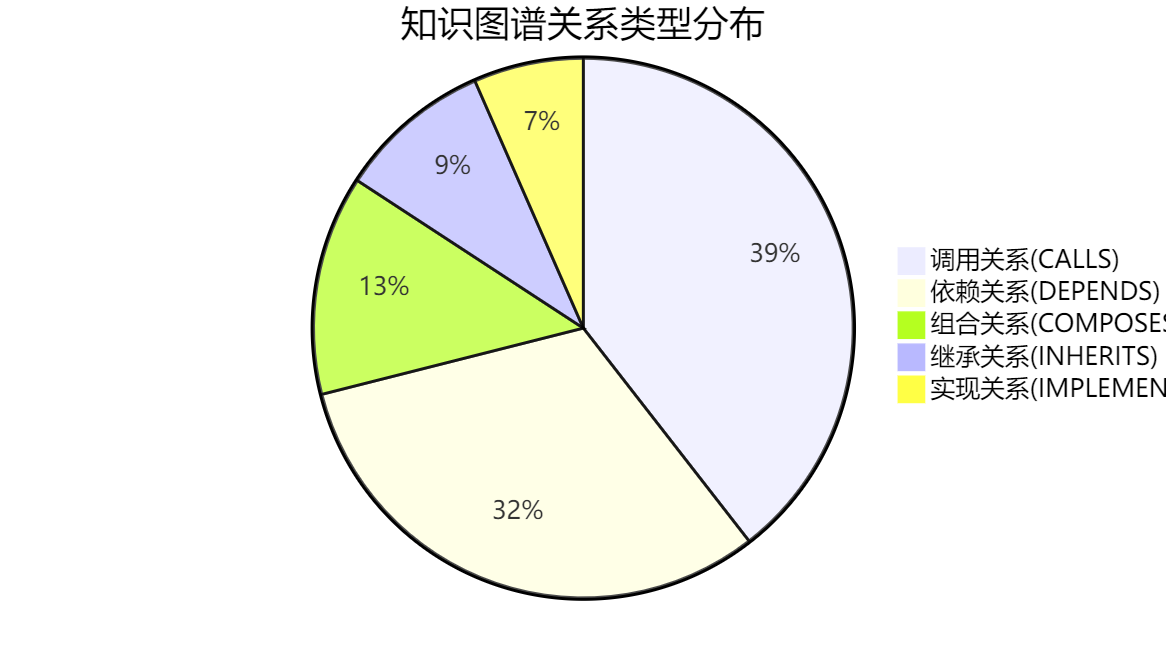 知识图谱关系类型分布
7%
9%
39%
13%
32%
调用关系(CALLS)
依赖关系(DEPENDS)
组合关系(COMPOSES
继承关系(INHERITS)
实现关系(IMPLEMEN